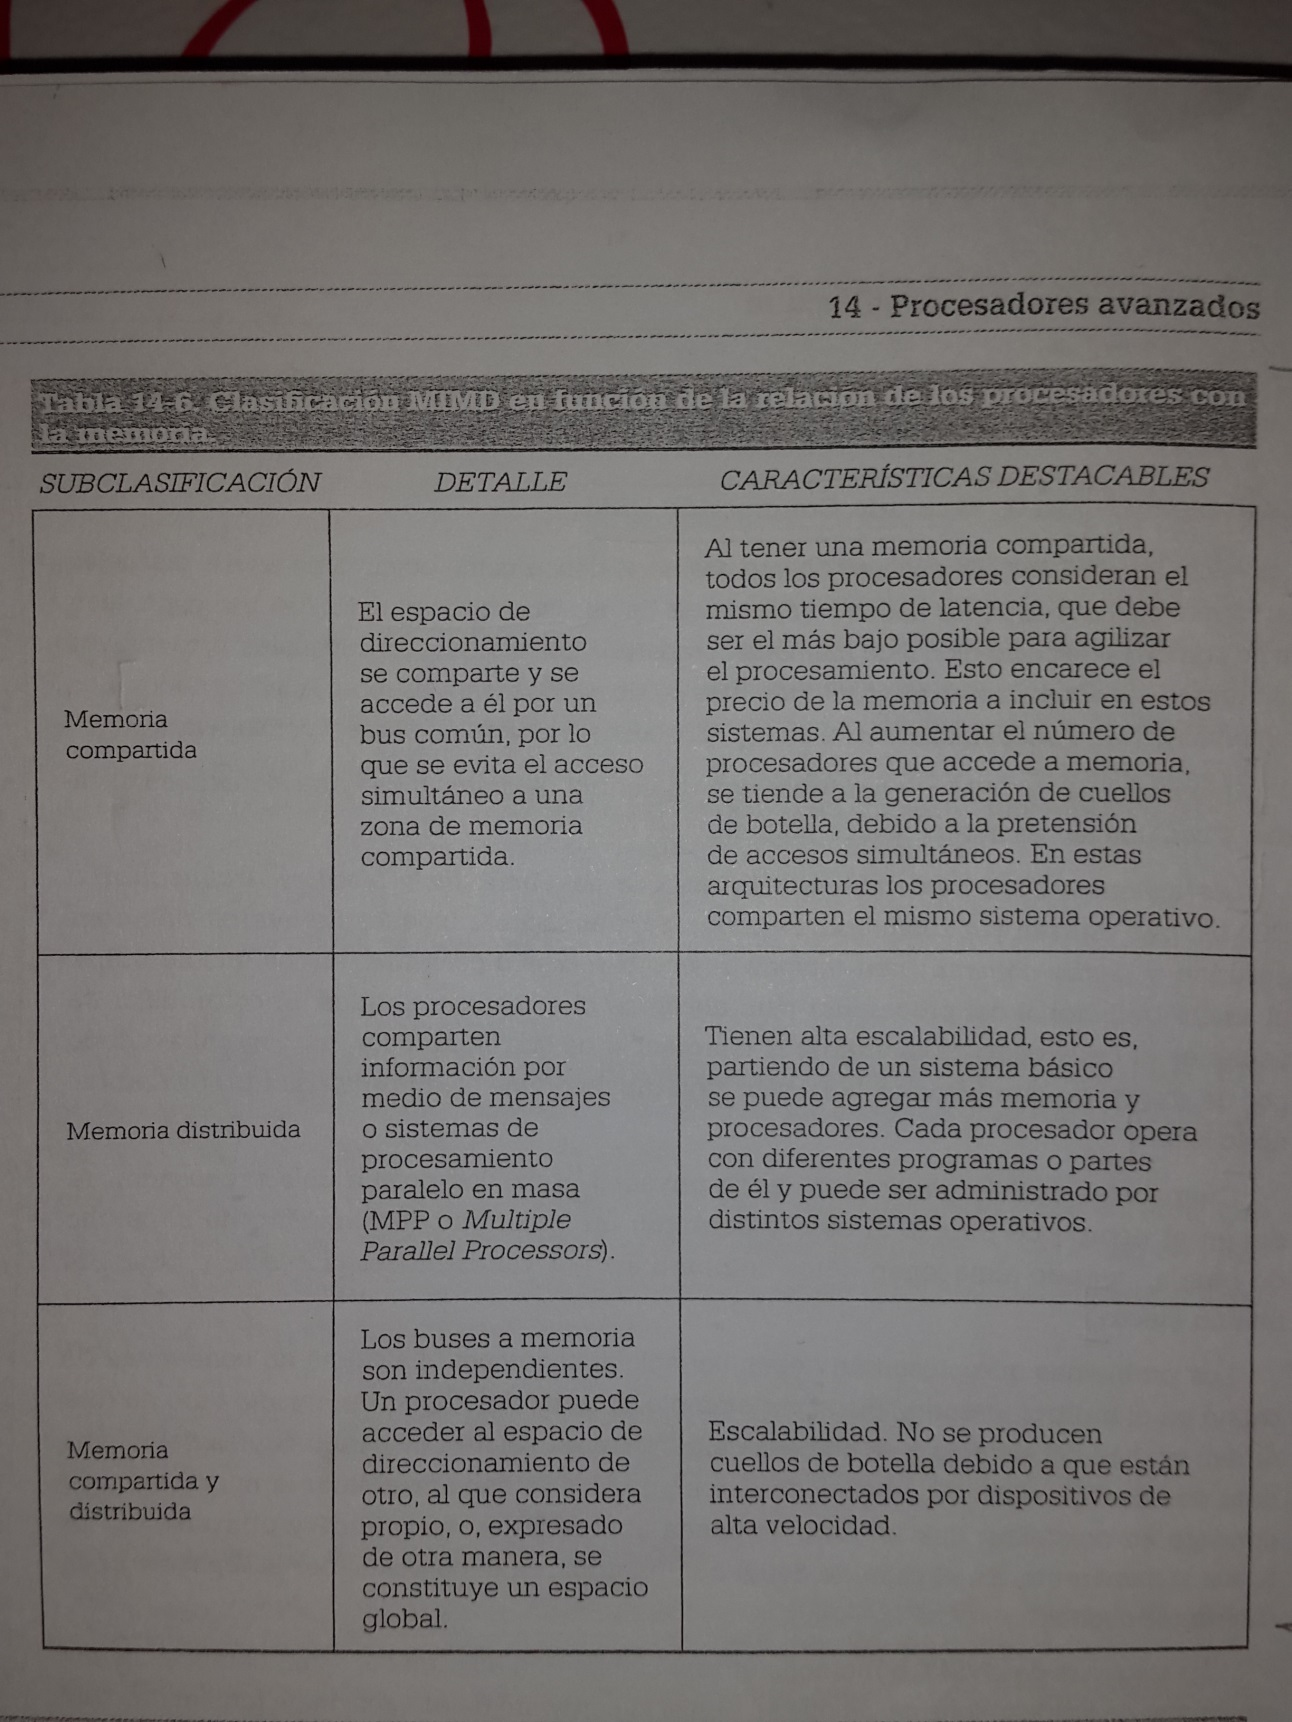 14 - Procesadores avanzados
Tabla 14-6. Clasificación MIMD en función de la relación de los procesadores con
la memoria.
SUBCLASIFICACIÓN DETALLE CARACTERÍSTICAS DESTACABLES
Memoria
compartida
El espacio de
direccionamiento
se comparte y se
accede a él por un
bus común, por lo
que se evita el acceso
simultáneo a una
zona de memoria
compartida.
Al tener una memoria compartida,
todos los procesadores consideran el
mismo tiempo de latencia, que debe
ser el más bajo posible para agilizar
el procesamiento. Esto encarece el
precio de la memoria a incluir en estos
sistemas. Al aumentar el número de
procesadores que accede a memoria,
se tiende a la generación de cuellos
de botella, debido a la pretensión
de accesos simultáneos. En estas
arquitecturas los procesadores
comparten el mismo sistema operativo.
Memoria distribuida
Los procesadores
comparten
información por
medio de mensajes
o sistemas de
procesamiento
paralelo en masa
(MPP o Multiple
Parallel Processors).
Tienen alta escalabilidad, esto es,
partiendo de un sistema básico
se puede agregar más memoria y
procesadores. Cada procesador opera
con diferentes programas o partes
de él y puede ser administrado por
distintos sistemas operativos.
Memoria
compartida y
distribuida
Los buses a memoria
son independientes.
Un procesador puede
acceder al espacio de
direccionamiento de
otro, al que considera
propio, o, expresado
de otra manera, se
constituye un espacio
global.
Escalabilidad. No se producen
cuellos de botella debido a que están
interconectados por dispositivos de
alta velocidad.